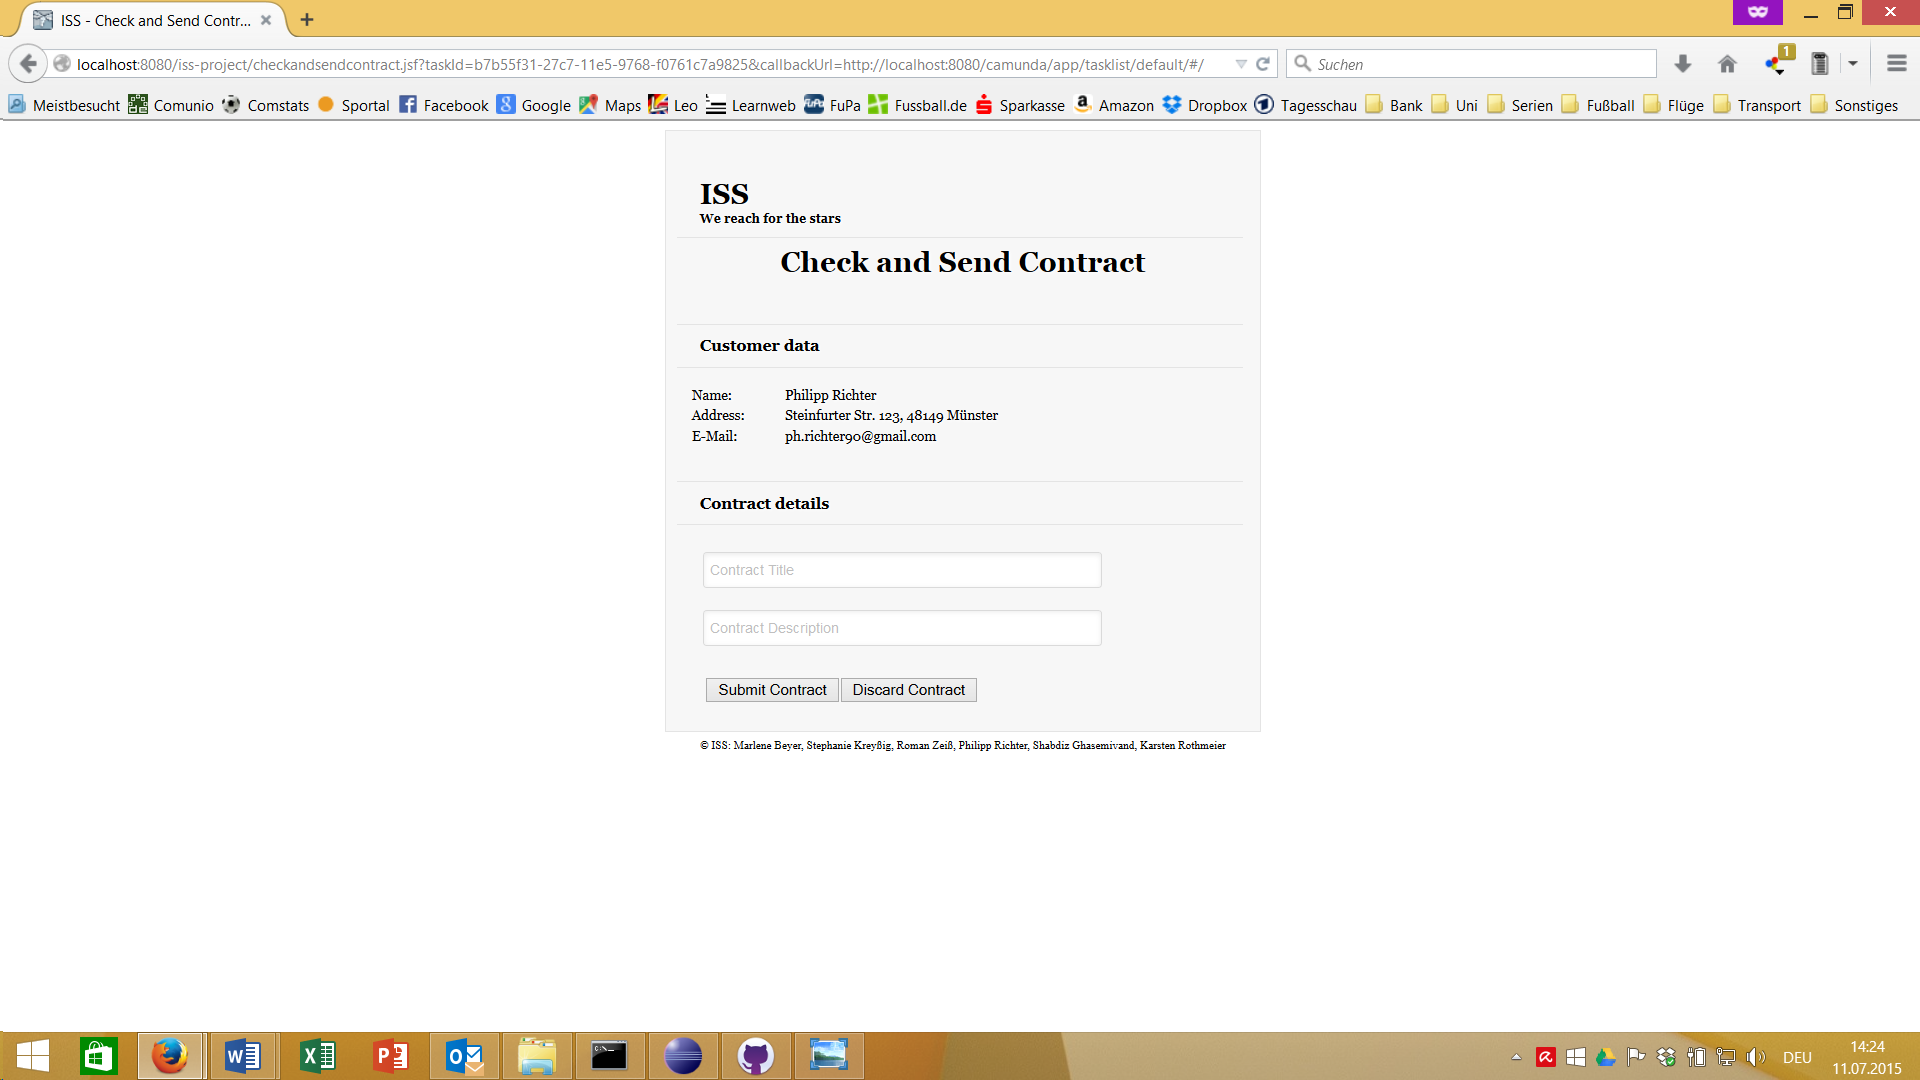 ISS - Check and Send Contr...
localhost:8080/iss-project/checkandsendcontract.jsf?taskId=b7b55f31-27c7-11e5-9768-f0761c7a9825&callbackUrl=http://localhost:8080/camunda/app/tasklist/default/#/
Suchen
1
Meistbesucht Comunio Comstats Sportal Facebook Google Maps Leo Learnweb FuPa Fussball.de Sparkasse Amazon Dropbox Tagesschau Bank Uni Serien Fußball Flüge Transport Sonstiges
ISS
We reach for the stars
Check and Send Contract
Customer data
Name: Philipp Richter
Address: Steinfurter Str. 123, 48149 Münster
E-Mail: ph.richter90@gmail.com
Contract details
Contract Title
Contract Description
Submit Contract Discard Contract
© ISS: Marlene Beyer, Stephanie Kreyßig, Roman Zeiß, Philipp Richter, Shabdiz Ghasemivand, Karsten Rothmeier
DEU
14:24
11.07.2015